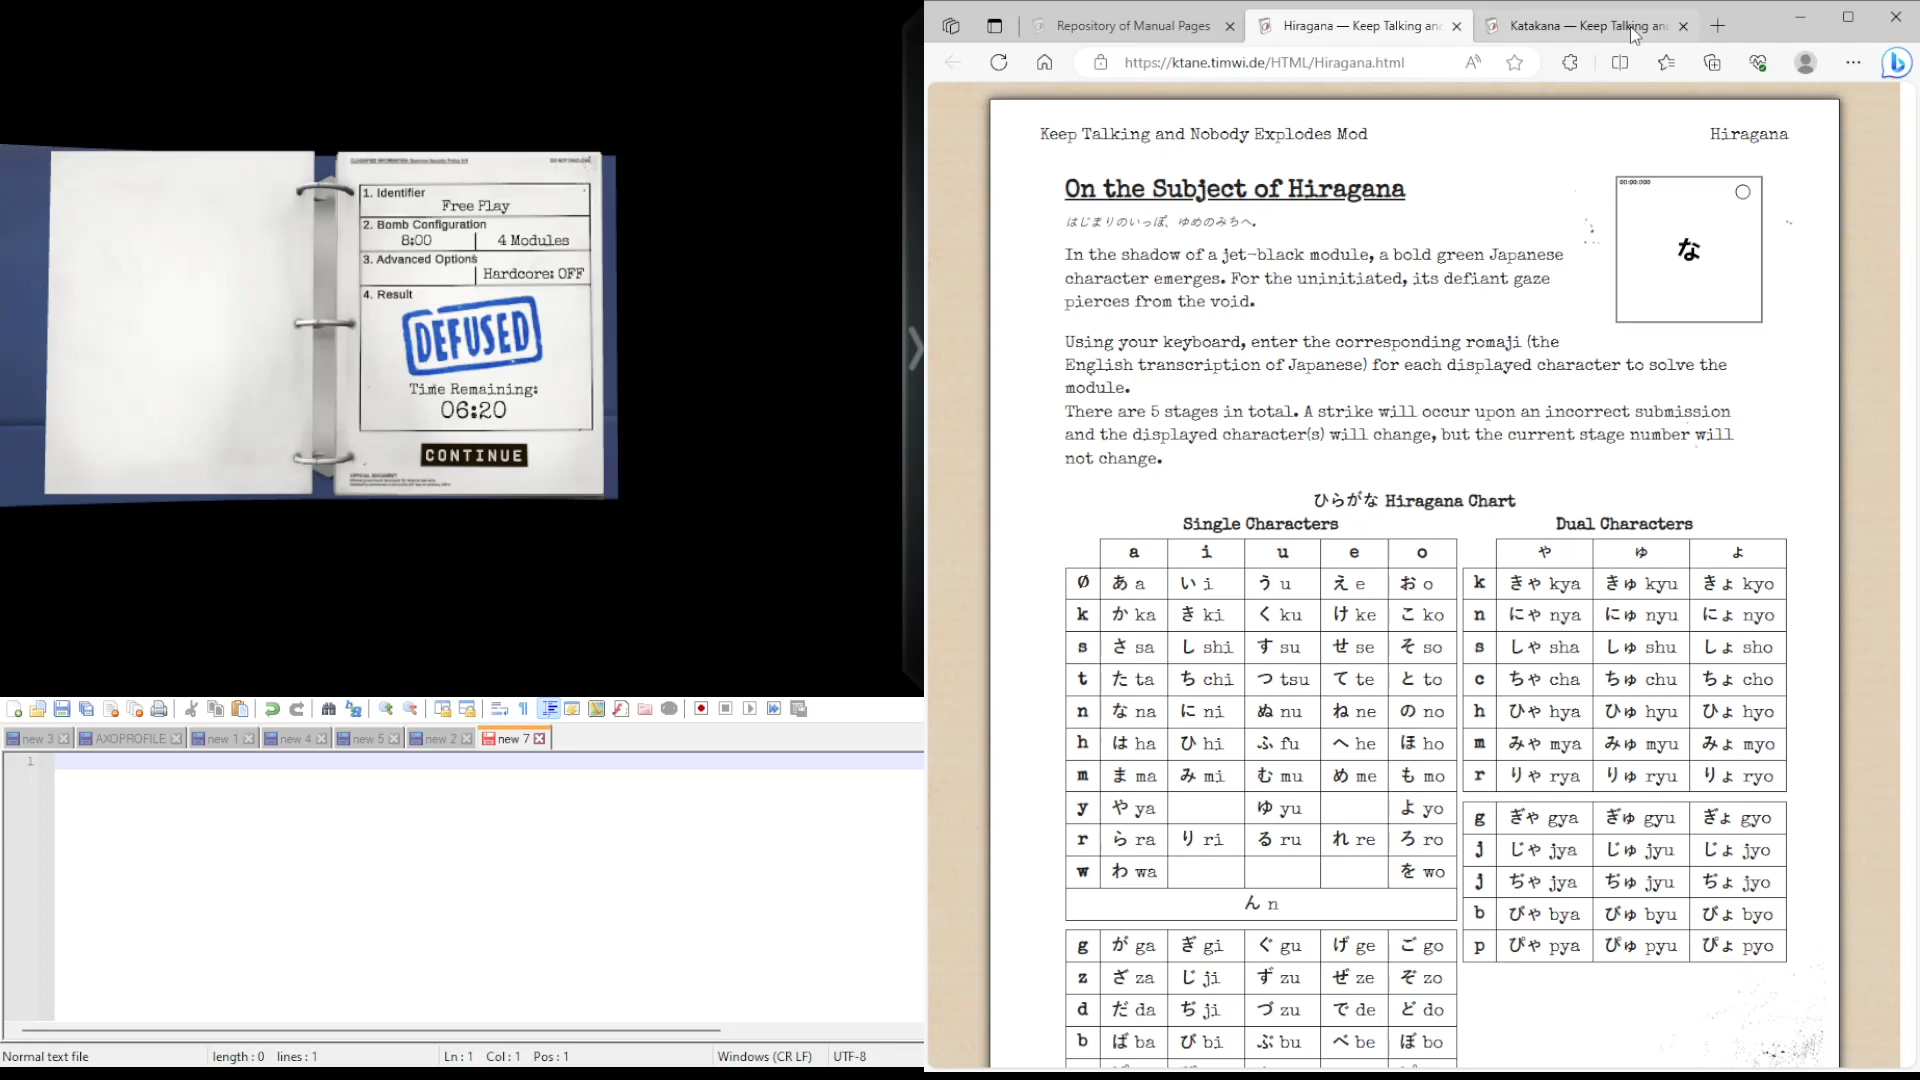 1. Identifier
Free Play
2. Bomb Configuration
8:00
4 Modules
3. Advanced Options
Hardcore: OFF
4. Result
DEFUSED
Time Remaining:
06:20
CONTINUE
new 3
AXOPROFILE
new 1
new 4
new 5
new 2
new 7
1
Normal text file
length : 0 lines : 1
Ln : 1 Col : 1 Pos : 1
Windows (CR LF)
UTF-8
Repository of Manual Pages
Hiragana — Keep Talking an
Katakana — Keep Talking an
https://ktane.timwi.de/HTML/Hiragana.html
Keep Talking and Nobody Explodes Mod
Hiragana
On the Subject of Hiragana
はじまりのいっぽ、ゆめのみちへ。
00:00:000
な
In the shadow of a jet-black module, a bold green Japanese
character emerges. For the uninitiated, its defiant gaze
pierces from the void.
Using your keyboard, enter the corresponding romaji (the
English transcription of Japanese) for each displayed character to solve the
module.
There are 5 stages in total. A strike will occur upon an incorrect submission
and the displayed character(s) will change, but the current stage number will
not change.
ひらがな Hiragana Chart
Single Characters
a i u e o
Ø あ a い i う u え e お o
k か ka き ki く ku け ke こ ko
s さ sa し shi す su せ se そ so
t た ta ち chi つ tsu て te と to
n な na に ni ぬ nu ね ne の no
h は ha ひ hi ふ fu へ he ほ ho
m ま ma み mi む mu め me も mo
y や ya ゆ yu よ yo
r ら ra り ri る ru れ re ろ ro
w わ wa を wo
ん n
g が ga ぎ gi ぐ gu げ ge ご go
z ざ za じ ji ず zu ぜ ze ぞ zo
d だ da ぢ ji づ zu で de ど do
b ば ba び bi ぶ bu べ be ぼ bo
Dual Characters
や ゆ よ
k きゃ kya きゅ kyu きょ kyo
n にゃ nya にゅ nyu にょ nyo
s しゃ sha しゅ shu しょ sho
c ちゃ cha ちゅ chu ちょ cho
h ひゃ hya ひゅ hyu ひょ hyo
m みゃ mya みゅ myu みょ myo
r りゃ rya りゅ ryu りょ ryo
g ぎゃ gya ぎゅ gyu ぎょ gyo
j じゃ jya じゅ jyu じょ jyo
j ぢゃ jya ぢゅ jyu ぢょ jyo
b びゃ bya びゅ byu びょ byo
p ぴゃ pya ぴゅ pyu ぴょ pyo